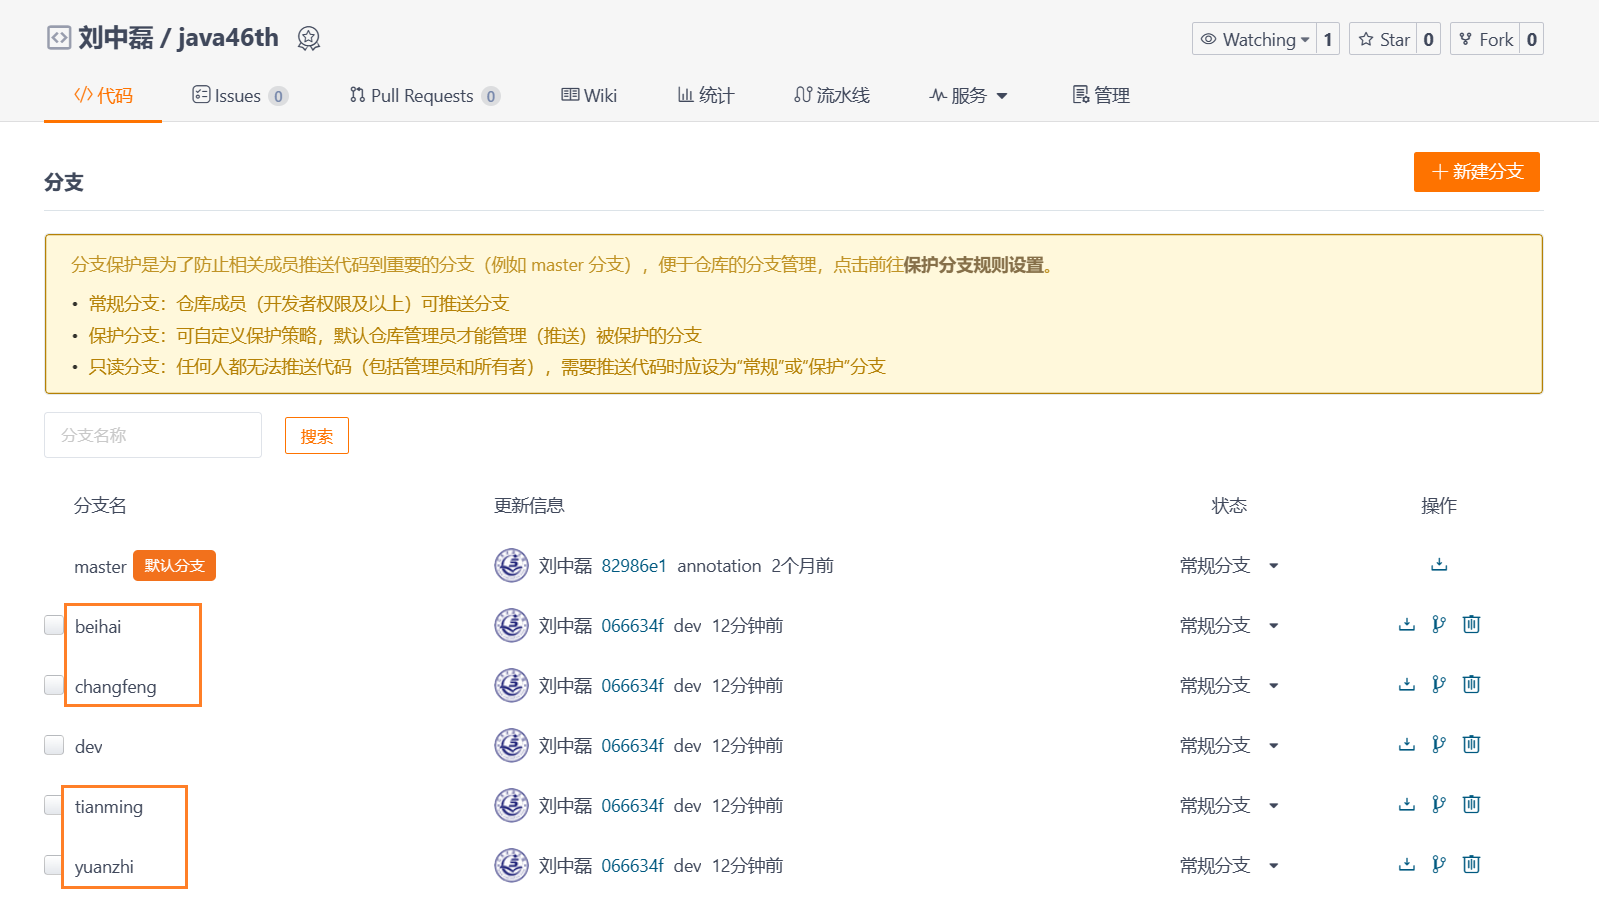 刘中磊 / java46th
Watching 1 Star 0 Fork 0
代码 Issues 0 Pull Requests 0 Wiki 统计 流水线 服务 管理
分支
新建分支
分支保护是为了防止相关成员推送代码到重要的分支（例如 master 分支），便于仓库的分支管理，点击前往保护分支规则设置。
• 常规分支：仓库成员（开发者权限及以上）可推送分支
• 保护分支：可自定义保护策略，默认仓库管理员才能管理（推送）被保护的分支
• 只读分支：任何人都无法推送代码（包括管理员和所有者），需要推送代码时应设为“常规”或“保护”分支
分支名称 搜索
分支名 更新信息 状态 操作
master 默认分支 刘中磊 82986e1 annotation 2个月前 常规分支
beihai 刘中磊 066634f dev 12分钟前 常规分支
changfeng 刘中磊 066634f dev 12分钟前 常规分支
dev 刘中磊 066634f dev 12分钟前 常规分支
tianming 刘中磊 066634f dev 12分钟前 常规分支
yuanzhi 刘中磊 066634f dev 12分钟前 常规分支